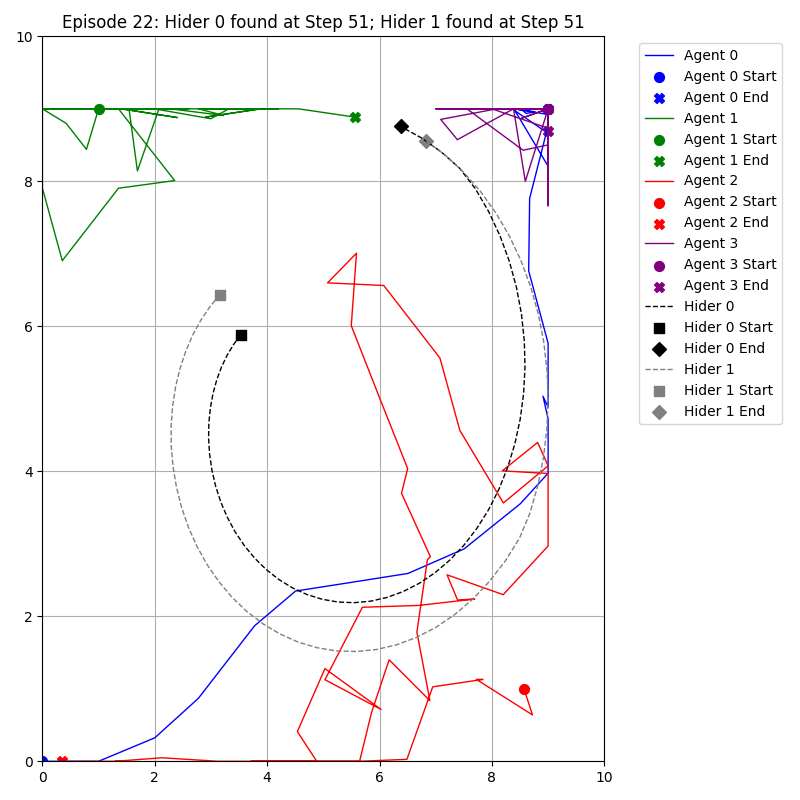 Episode 22: Hider 0 found at Step 51; Hider 1 found at Step 51
10
8
6
4
2
0
0
2
4
6
8
10
Agent 0
Agent 0 Start
Agent 0 End
Agent 1
Agent 1 Start
Agent 1 End
Agent 2
Agent 2 Start
Agent 2 End
Agent 3
Agent 3 Start
Agent 3 End
Hider 0
Hider 0 Start
Hider 0 End
Hider 1
Hider 1 Start
Hider 1 End